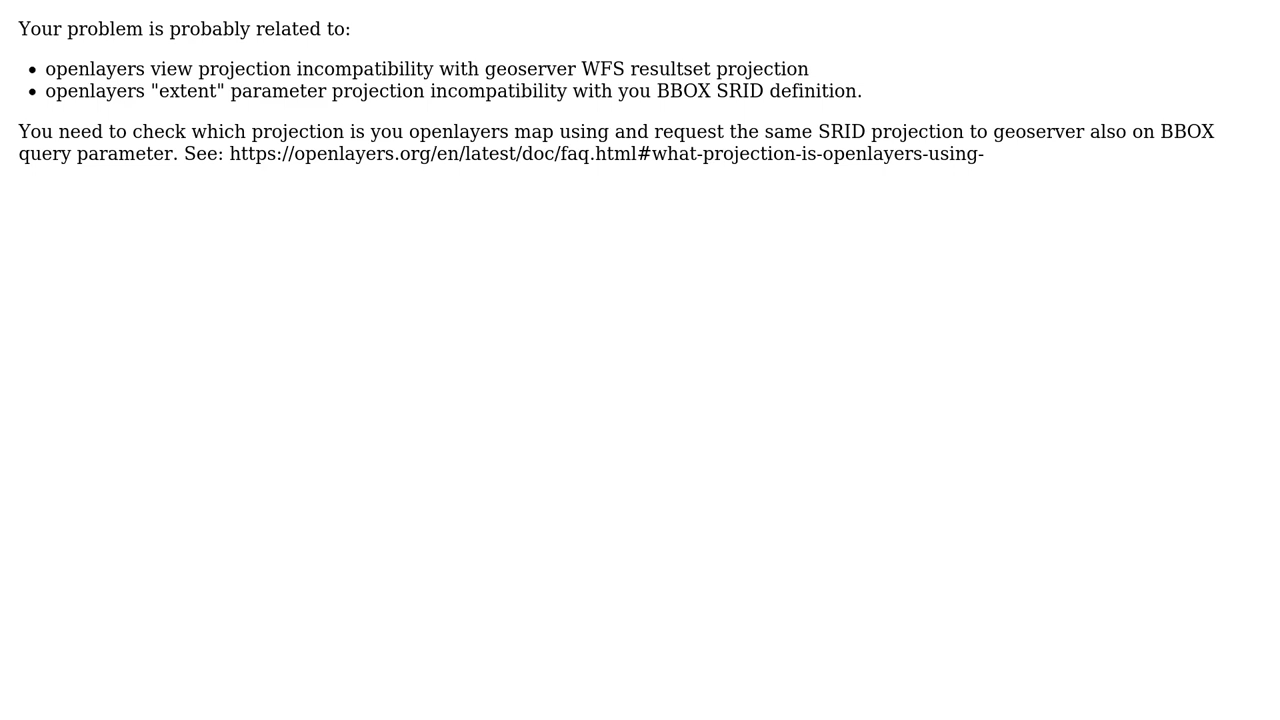 Your problem is probably related to:
• openlayers view projection incompatibility with geoserver WFS resultset projection
• openlayers "extent" parameter projection incompatibility with you BBOX SRID definition.
You need to check which projection is you openlayers map using and request the same SRID projection to geoserver also on BBOX
query parameter. See: https://openlayers.org/en/latest/doc/faq.html#what-projection-is-openlayers-using-